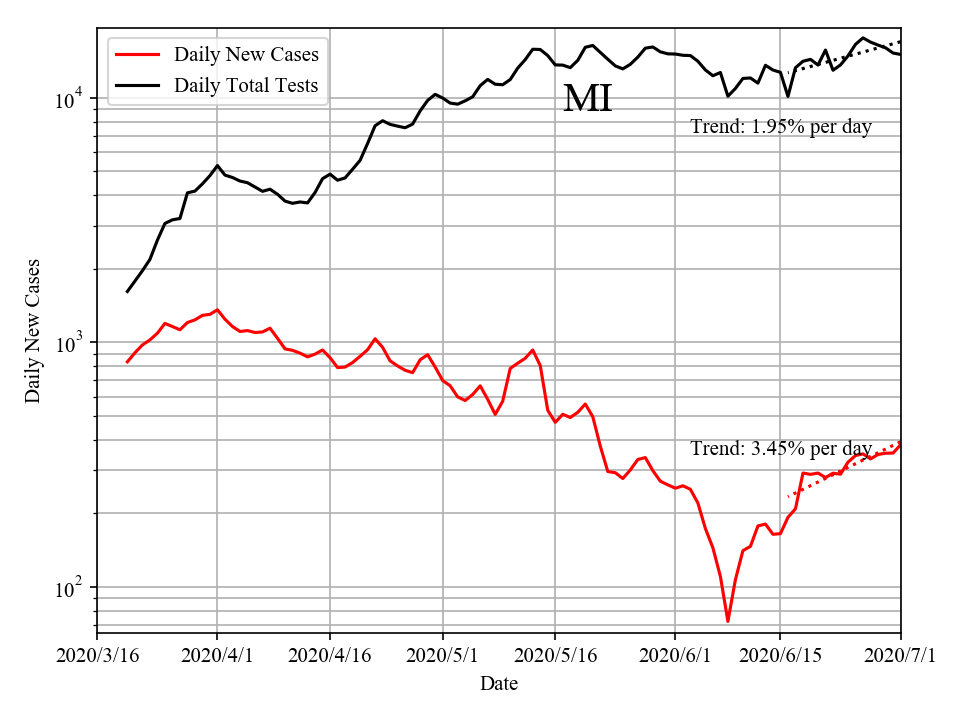 Daily New Cases
Daily Total Tests
MI
Trend: 1.95% per day
Trend: 3.45% per day
10^4
10^3
10^2
Daily New Cases
2020/3/16 2020/4/1 2020/4/16 2020/5/1 2020/5/16 2020/6/1 2020/6/15 2020/7/1
Date